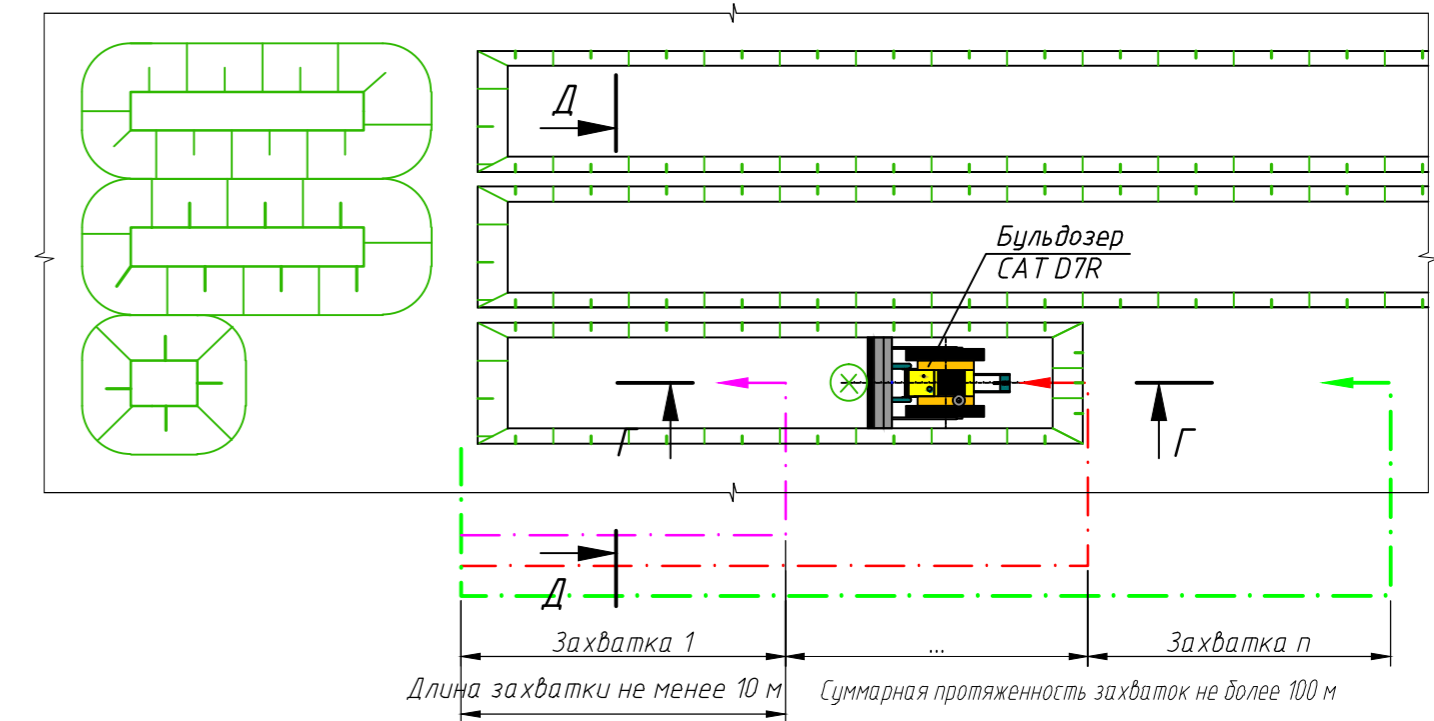 Д
Бульдозер
CAT D7R
Г
Г
Д
Захватка 1
...
Захватка n
Длина захватки не менее 10 м
Суммарная протяженность захваток не более 100 м